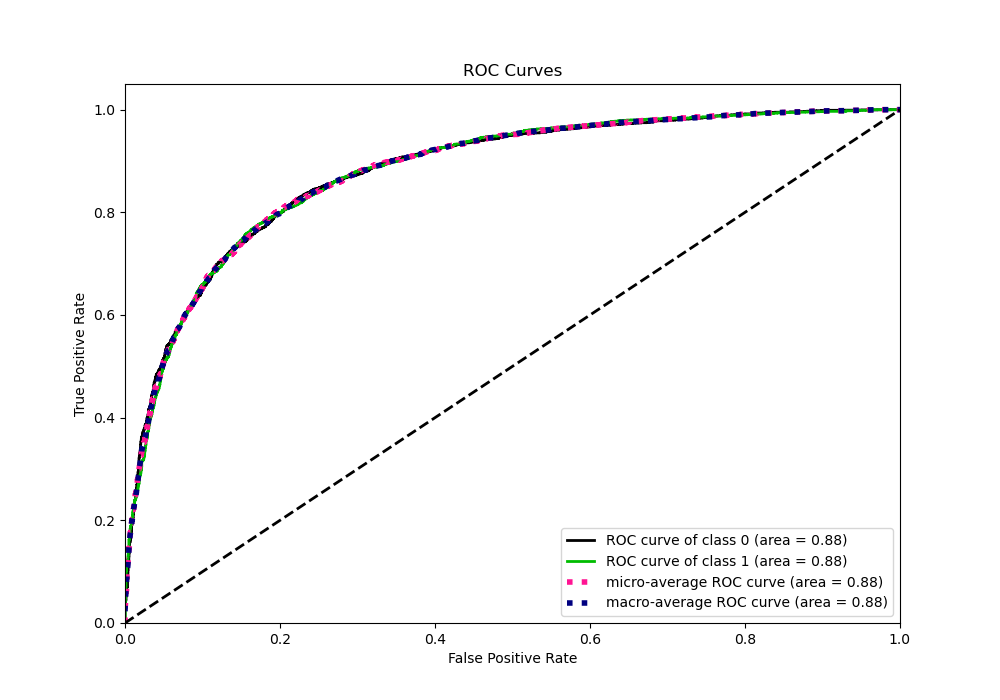 ROC Curves
True Positive Rate
1.0
0.8
0.6
0.4
0.2
0.0
ROC curve of class 0 (area = 0.88)
ROC curve of class 1 (area = 0.88)
micro-average ROC curve (area = 0.88)
macro-average ROC curve (area = 0.88)
0.0 0.2 0.4 0.6 0.8 1.0
False Positive Rate